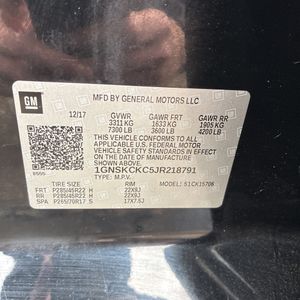 GM
MFD BY GENERAL MOTORS LLC
12/17 GVWR GAWR FRT GAWR RR
3311 KG 1633 KG 1905 KG
7300 LB 3600 LB 4200 LB
THIS VEHICLE CONFORMS TO ALL
APPLICABLE U.S. FEDERAL MOTOR
VEHICLE SAFETY STANDARDS IN EFFECT
ON THE DATE OF MANUFACTURE SHOWN ABOVE.
1GNSKCKC5JR218791
TYPE:
TIRE SIZE RIM MODEL: S1CK15706
FRT P285/45R22 H 22X9J
RR P285/45R22 H 22X9J
SPA P265/70R17 S 17X7.5J